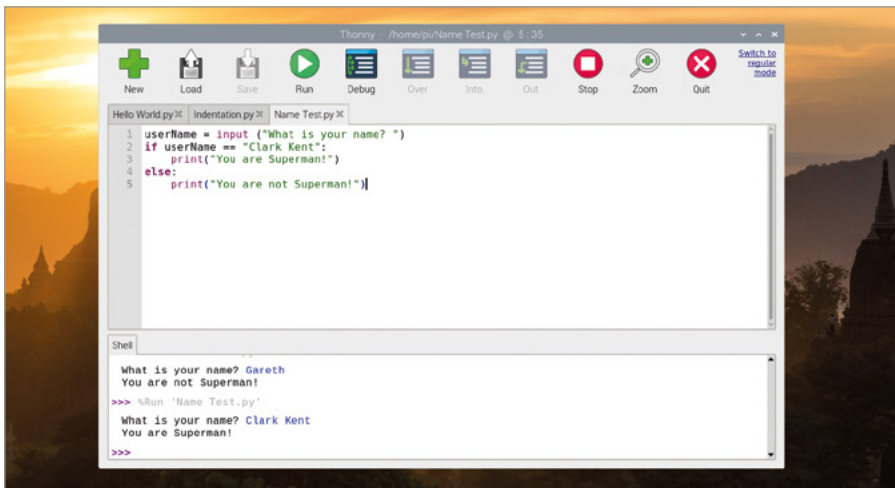 Thonny - /home/pi/Name Test.py @ 5:35
New Load Save Run Debug Over Into Out Stop Zoom Quit
Switch to
regular
mode
Hello World.py Indentation.py Name Test.py
1 userName = input ("What is your name? ")
2 if userName == "Clark Kent":
3     print("You are Superman!")
4 else:
5     print("You are not Superman!")
Shell
What is your name? Gareth
You are not Superman!
>>> %Run 'Name Test.py'
What is your name? Clark Kent
You are Superman!
>>>